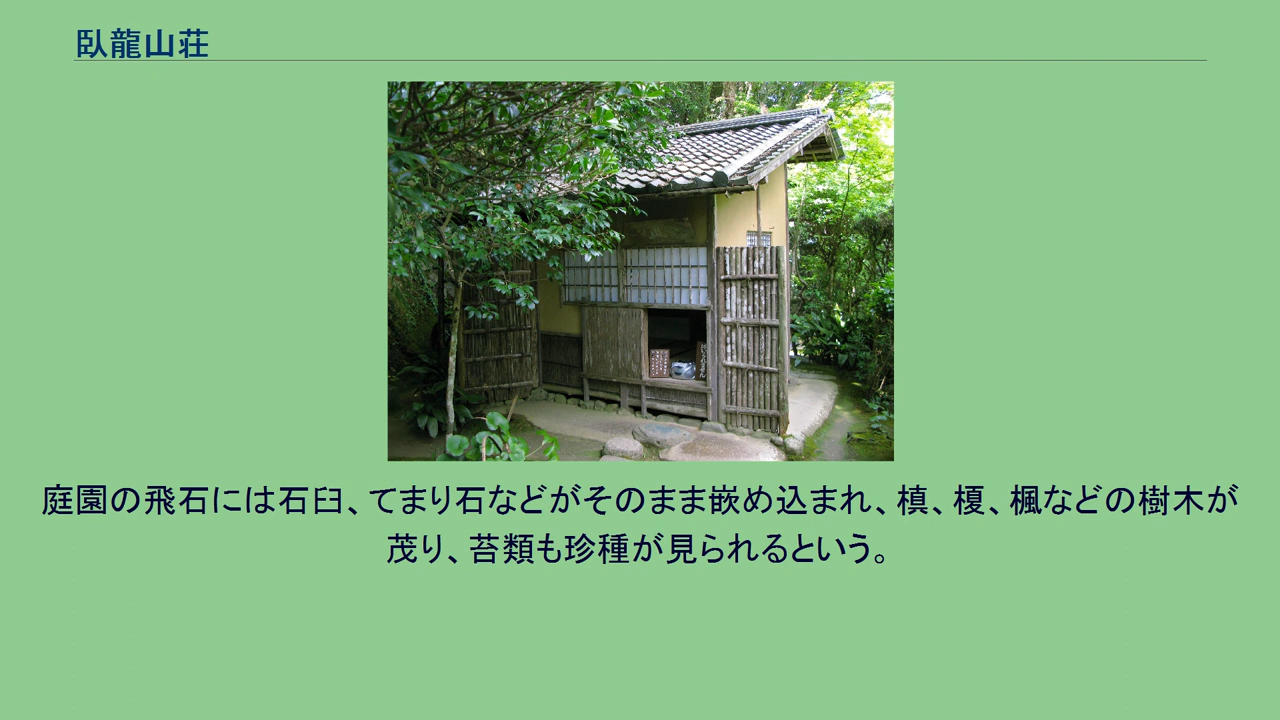 臥龍山荘
庭園の飛石には石臼、てまり石などがそのまま嵌め込まれ、槙、榎、楓などの樹木が
茂り、苔類も珍種が見られるという。